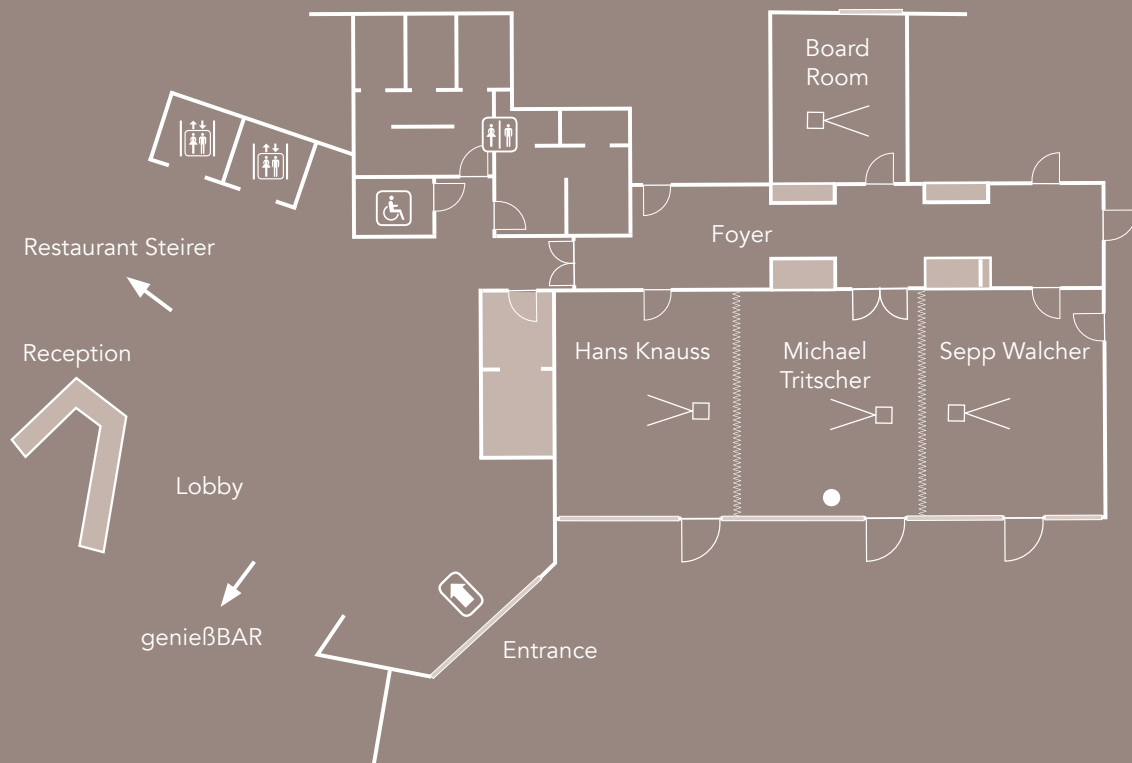 Board
Room
Restaurant Steirer
Foyer
Reception
Hans Knauss
Michael
Tritscher
Sepp Walcher
Lobby
genießBAR
Entrance